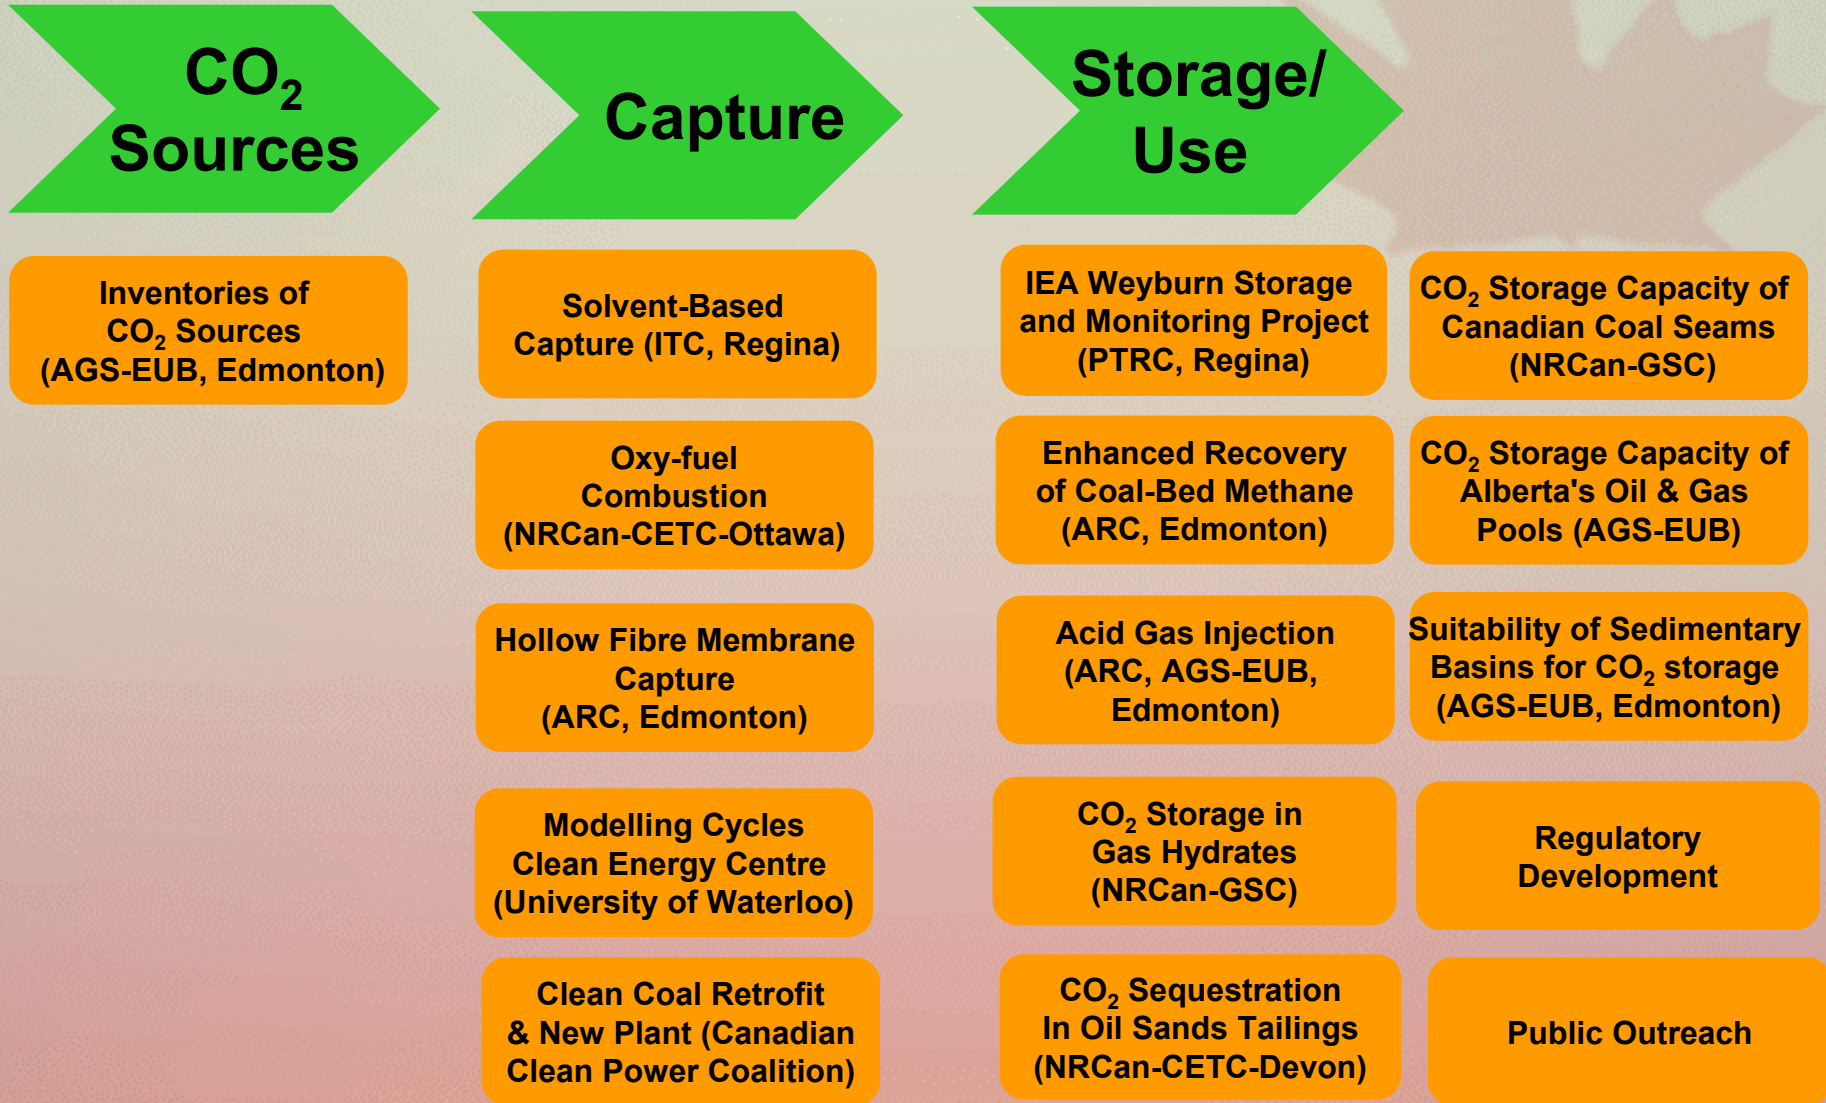 CO₂
Sources
Capture
Storage/
Use
Inventories of
CO₂ Sources
(AGS-EUB, Edmonton)
Solvent-Based
Capture (ITC, Regina)
Oxy-fuel
Combustion
(NRCan-CETC-Ottawa)
Hollow Fibre Membrane
Capture
(ARC, Edmonton)
Modelling Cycles
Clean Energy Centre
(University of Waterloo)
Clean Coal Retrofit
& New Plant (Canadian
Clean Power Coalition)
IEA Weyburn Storage
and Monitoring Project
(PTRC, Regina)
Enhanced Recovery
of Coal-Bed Methane
(ARC, Edmonton)
Acid Gas Injection
(ARC, AGS-EUB,
Edmonton)
CO₂ Storage in
Gas Hydrates
(NRCan-GSC)
CO₂ Sequestration
In Oil Sands Tailings
(NRCan-CETC-Devon)
CO₂ Storage Capacity of
Canadian Coal Seams
(NRCan-GSC)
CO₂ Storage Capacity of
Alberta's Oil & Gas
Pools (AGS-EUB)
Suitability of Sedimentary
Basins for CO₂ storage
(AGS-EUB, Edmonton)
Regulatory
Development
Public Outreach